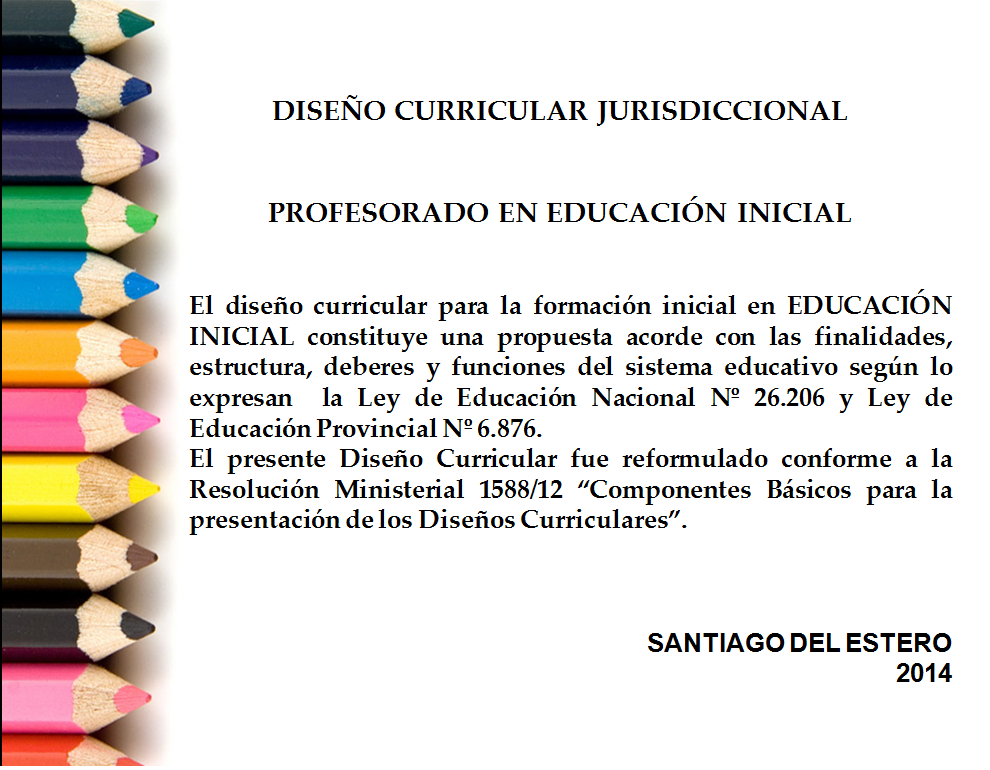 DISEÑO CURRICULAR JURISDICCIONAL
PROFESORADO EN EDUCACIÓN INICIAL
El diseño curricular para la formación inicial en EDUCACIÓN
INICIAL constituye una propuesta acorde con las finalidades,
estructura, deberes y funciones del sistema educativo según lo
expresan la Ley de Educación Nacional Nº 26.206 y Ley de
Educación Provincial Nº 6.876.
El presente Diseño Curricular fue reformulado conforme a la
Resolución Ministerial 1588/12 “Componentes Básicos para la
presentación de los Diseños Curriculares”.
SANTIAGO DEL ESTERO
2014